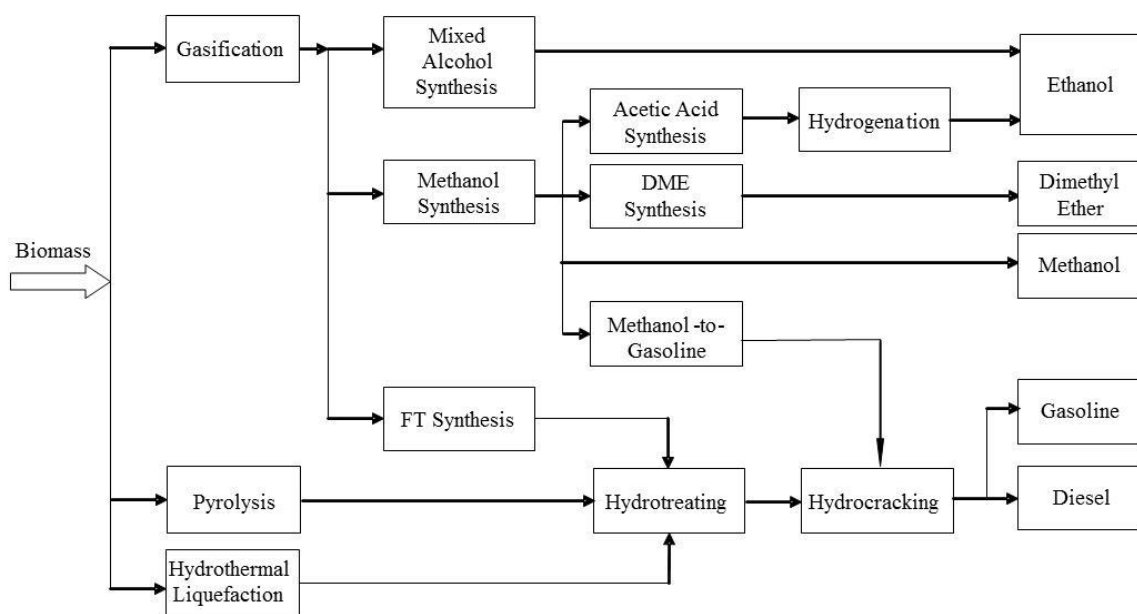 Gasification
Mixed
Alcohol
Synthesis
Ethanol
Acetic Acid
Synthesis
Hydrogenation
Methanol
Synthesis
DME
Synthesis
Dimethyl
Ether
Biomass
Methanol
Methanol -to-
Gasoline
FT Synthesis
Gasoline
Pyrolysis
Hydrotreating
Hydrocracking
Diesel
Hydrothermal
Liquefaction